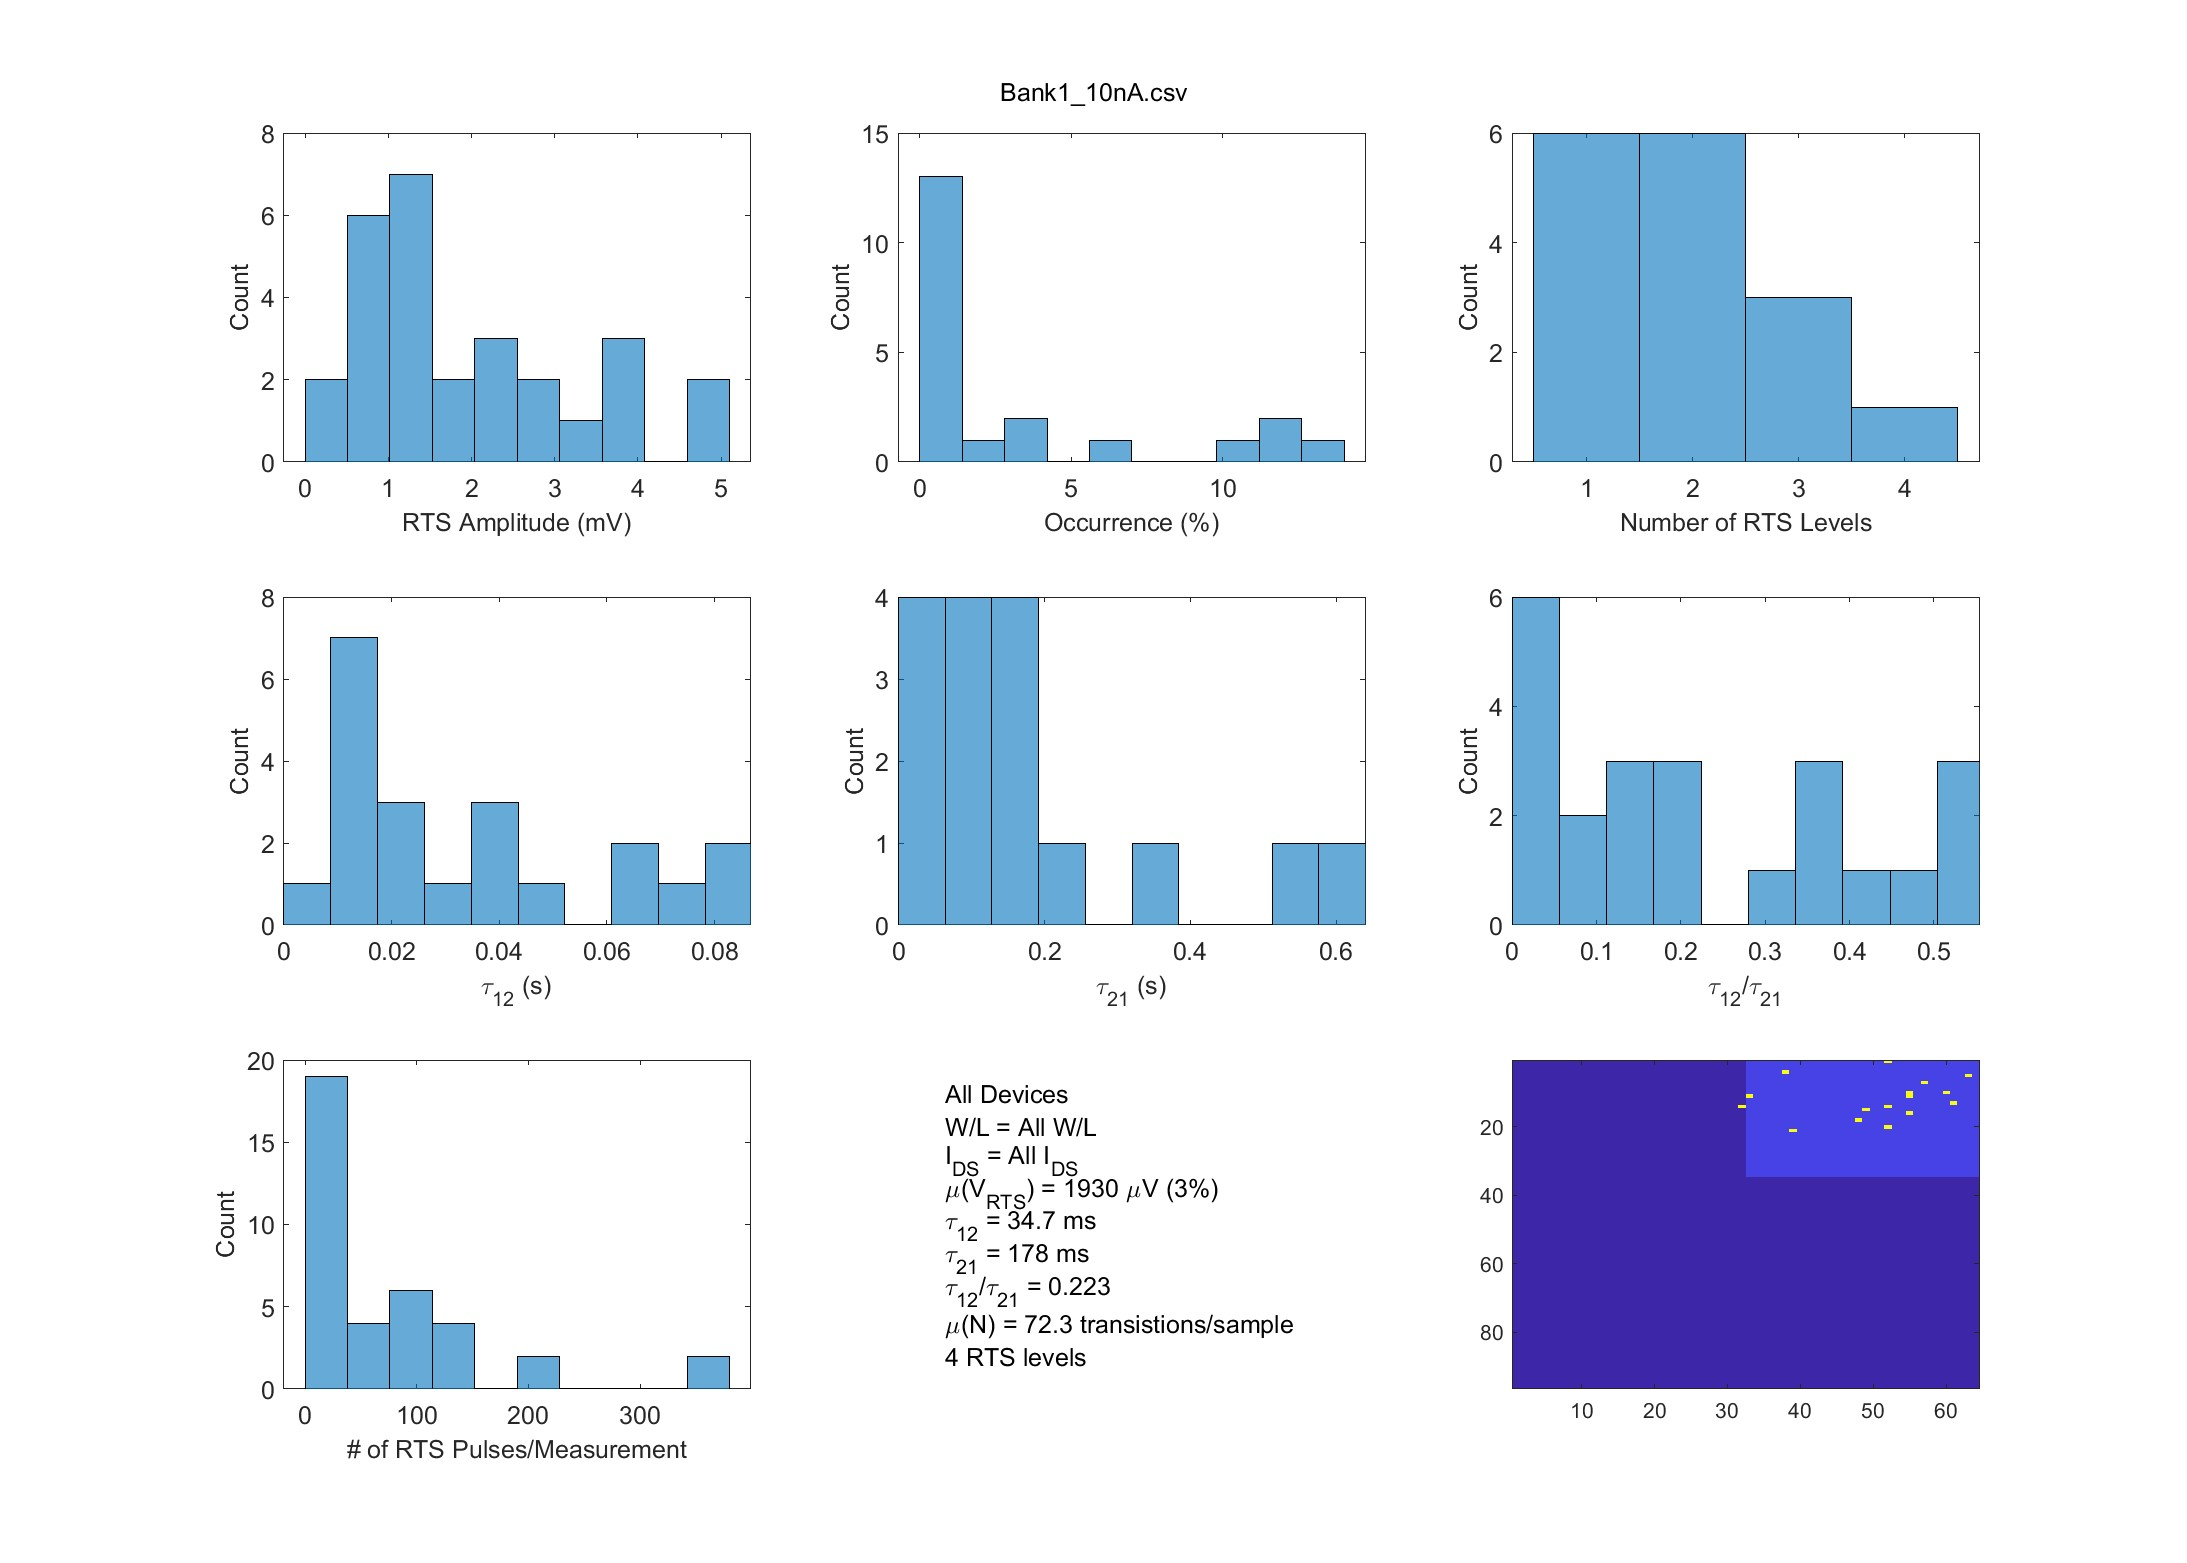 Bank1_10nA.csv
8
6
4
2
0
Count
0 1 2 3 4 5
RTS Amplitude (mV)
15
10
5
0
Count
0 5 10
Occurrence (%)
6
4
2
0
Count
1 2 3 4
Number of RTS Levels
8
6
4
2
0
Count
0 0.02 0.04 0.06 0.08
τ12 (s)
4
3
2
1
0
Count
0 0.2 0.4 0.6
τ21 (s)
6
4
2
0
Count
0 0.1 0.2 0.3 0.4 0.5
τ12/τ21
20
15
10
5
0
Count
0 100 200 300
# of RTS Pulses/Measurement
All Devices
W/L = All W/L
IDS = All IDS
μ(VRTS) = 1930 μV (3%)
τ12 = 34.7 ms
τ21 = 178 ms
τ12/τ21 = 0.223
μ(N) = 72.3 transistions/sample
4 RTS levels
20
40
60
80
10 20 30 40 50 60